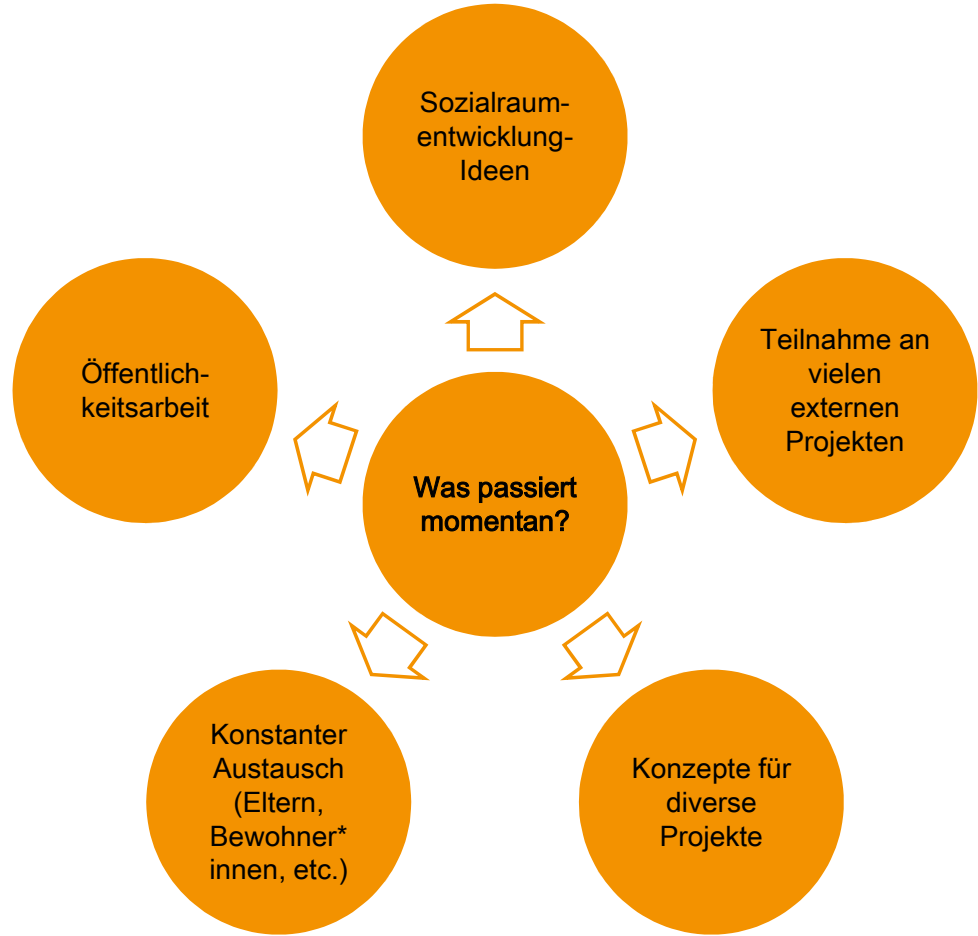 Sozialraum-
entwicklung-
Ideen
Teilnahme an
vielen
externen
Projekten
Konzepte für
diverse
Projekte
Konstanter
Austausch
(Eltern,
Bewohner*
innen, etc.)
Öffentlich-
keitsarbeit
Was passiert
momentan?